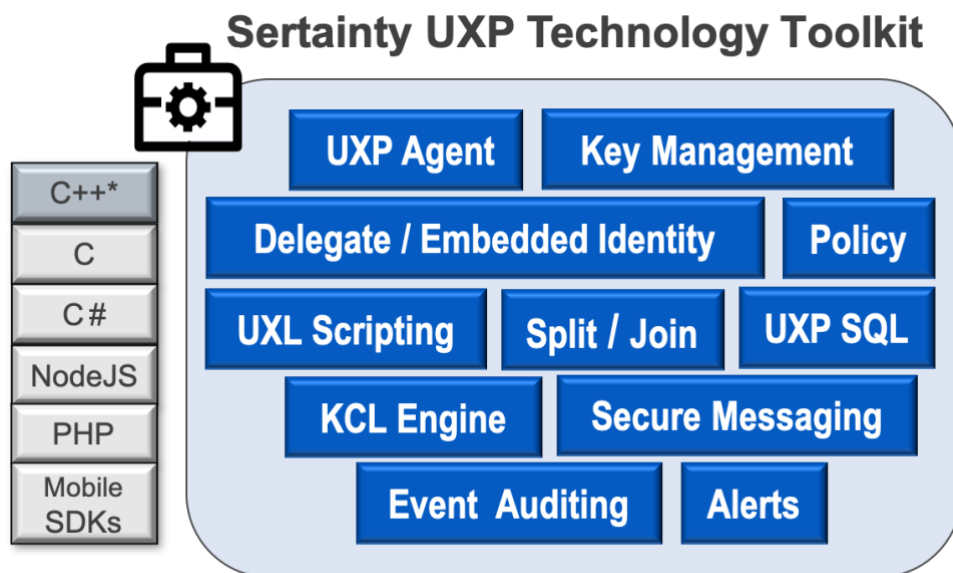 Sertainty UXP Technology Toolkit
C++*
C
C#
NodeJS
PHP
Mobile
SDKs
UXP Agent
Key Management
Delegate / Embedded Identity
Policy
UXL Scripting
Split / Join
UXP SQL
KCL Engine
Secure Messaging
Event Auditing
Alerts